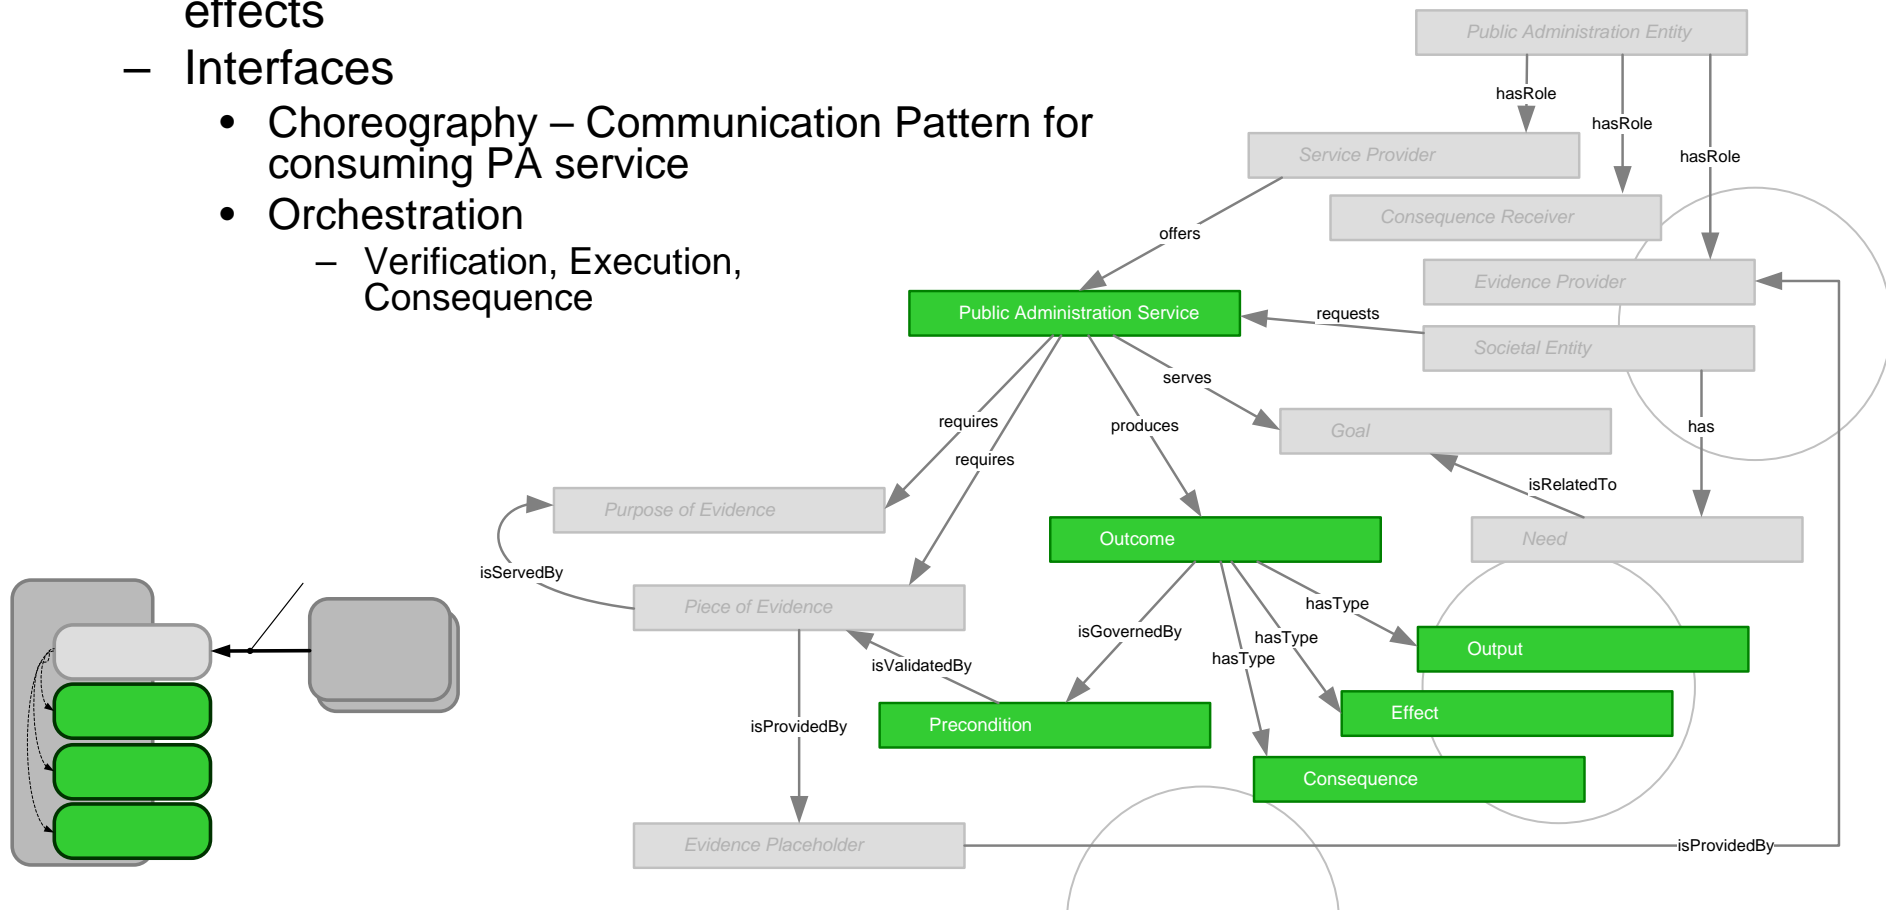 effects
– Interfaces
• Choreography – Communication Pattern for
consuming PA service
• Orchestration
– Verification, Execution,
Consequence
Public Administration Entity
hasRole
hasRole
hasRole
Service Provider
Consequence Receiver
offers
Evidence Provider
Public Administration Service
requests
Societal Entity
serves
requires
produces
Goal
has
requires
isRelatedTo
Purpose of Evidence
Outcome
Need
isServedBy
Piece of Evidence
hasType
isGovernedBy
hasType
hasType
Output
isValidatedBy
Effect
Precondition
isProvidedBy
Consequence
Evidence Placeholder
isProvidedBy